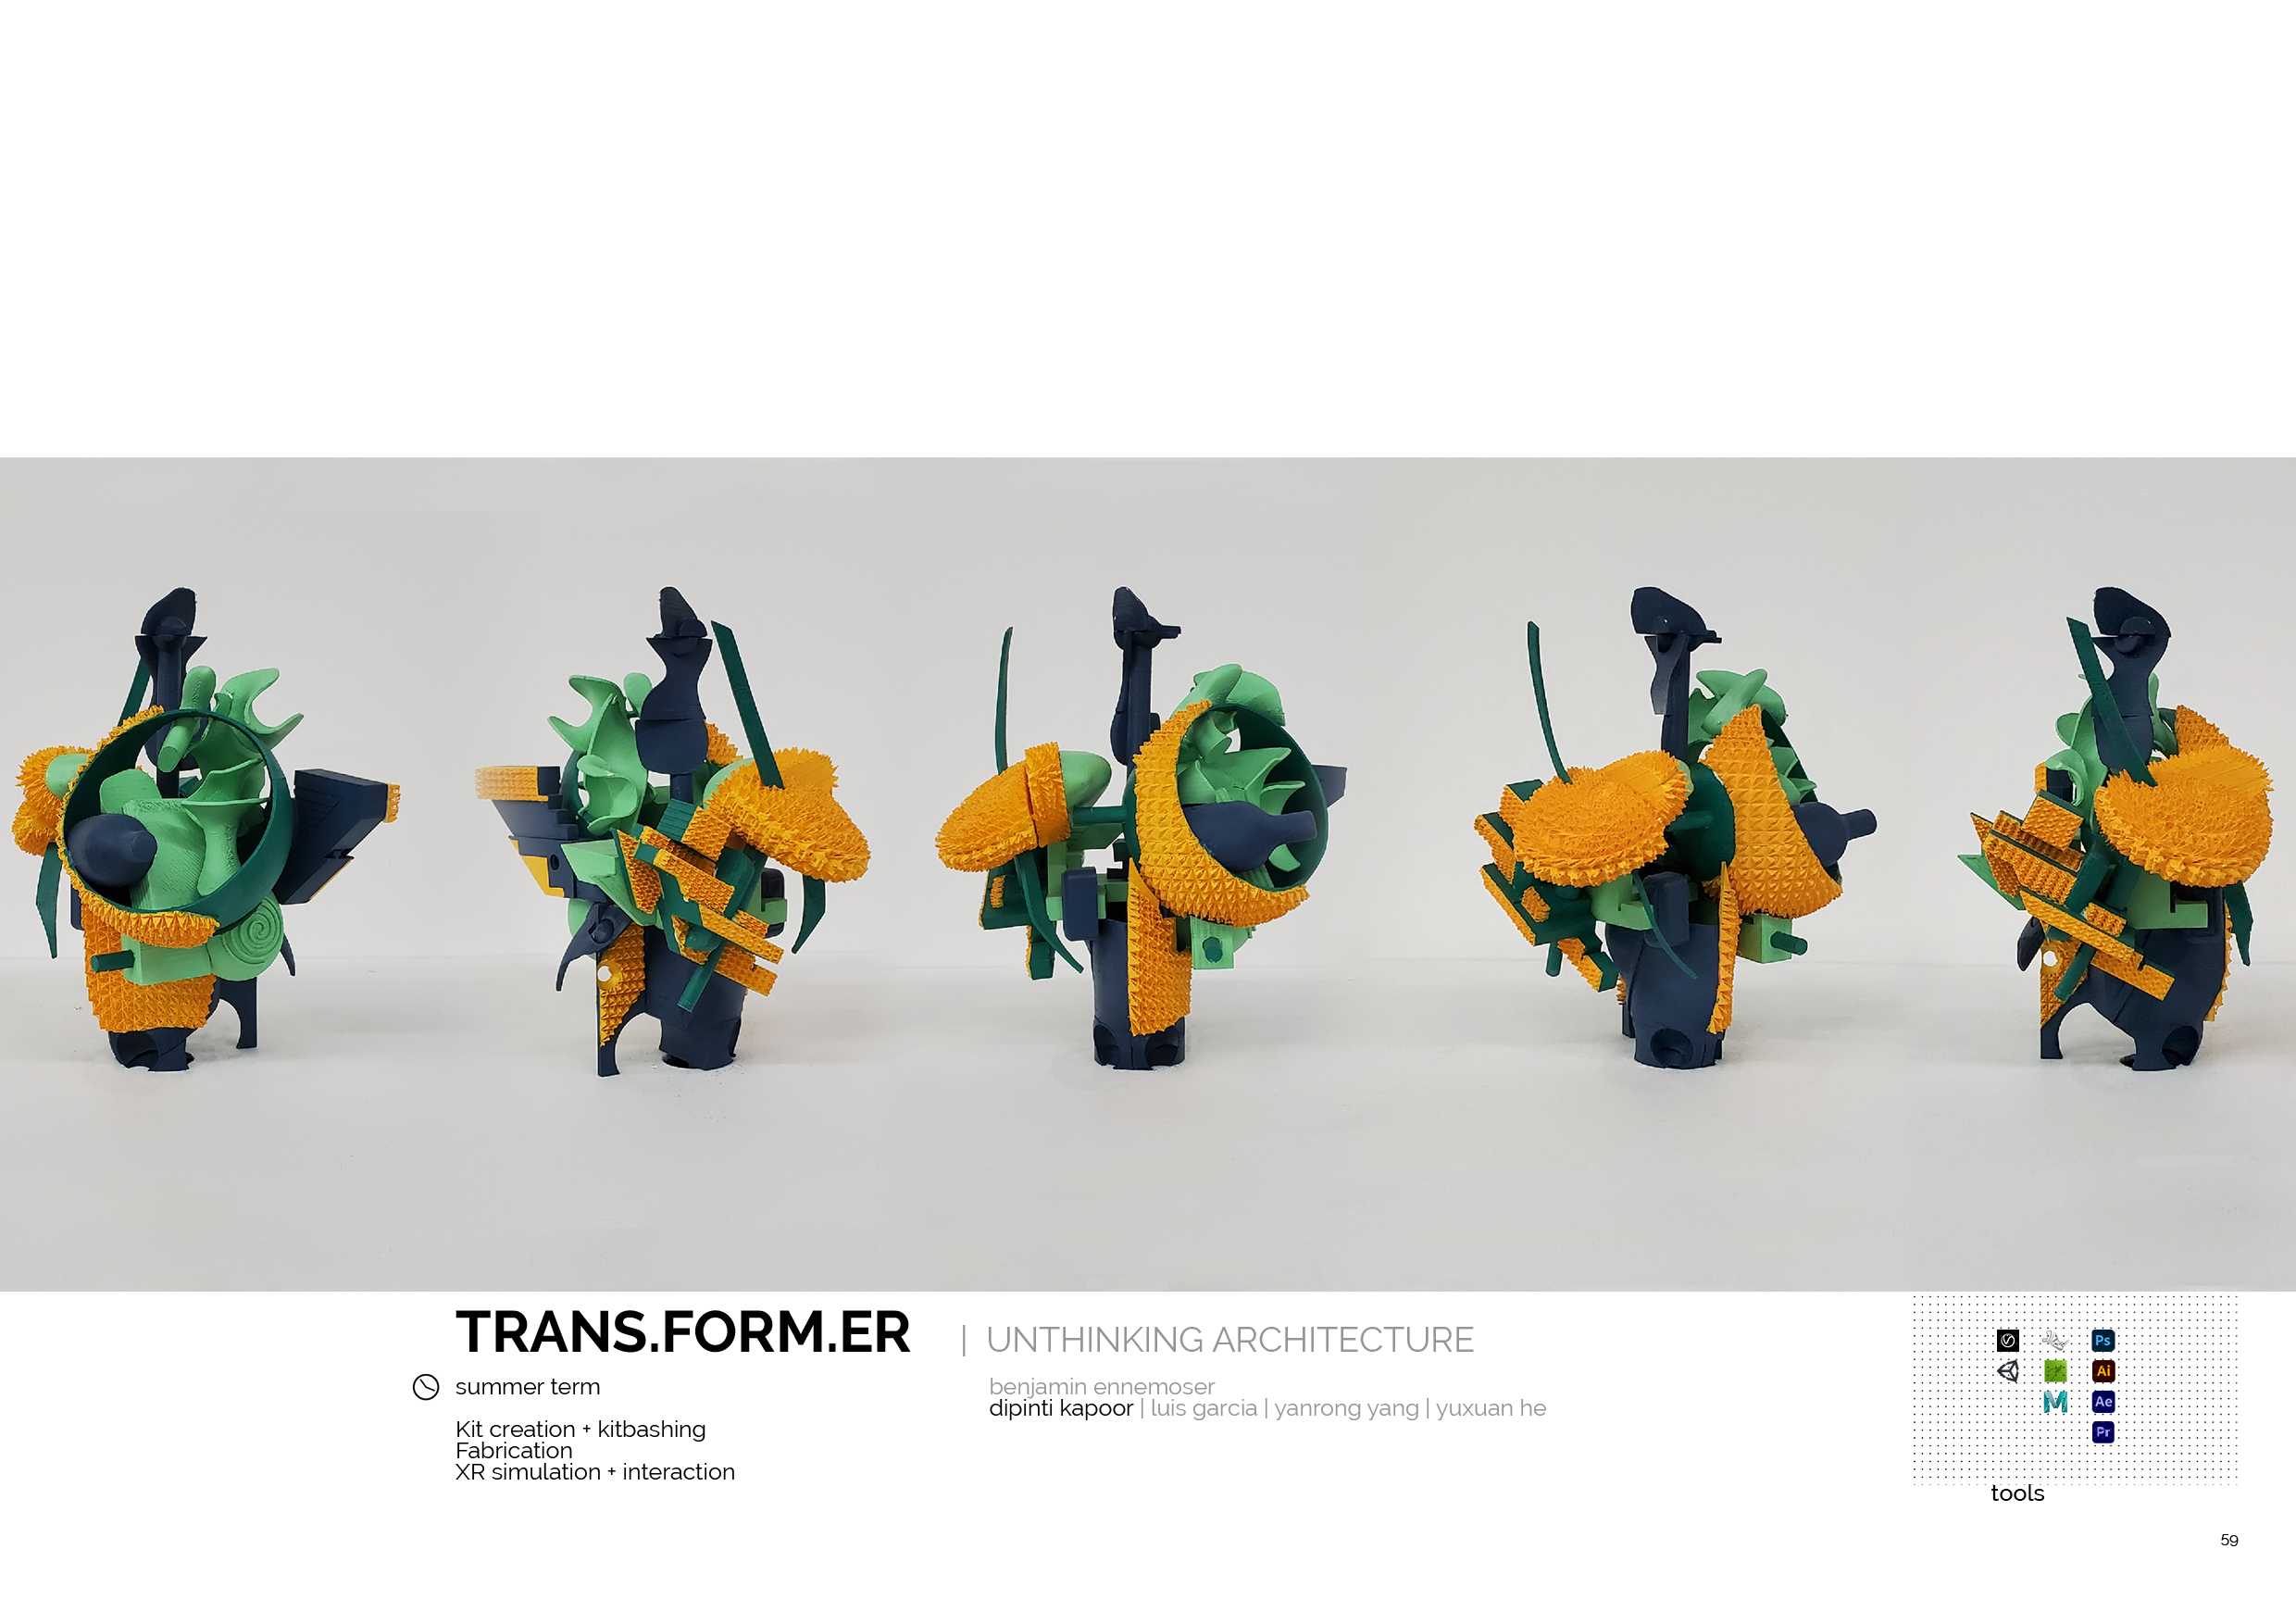 TRANS.FORM.ER | UNTHINKING ARCHITECTURE
summer term
benjamin ennemoser
dipinti kapoor | luis garcia | yanrong yang | yuxuan he
Kit creation + kitbashing
Fabrication
XR simulation + interaction
Ps
Ai
M
Ae
Pr
tools
59